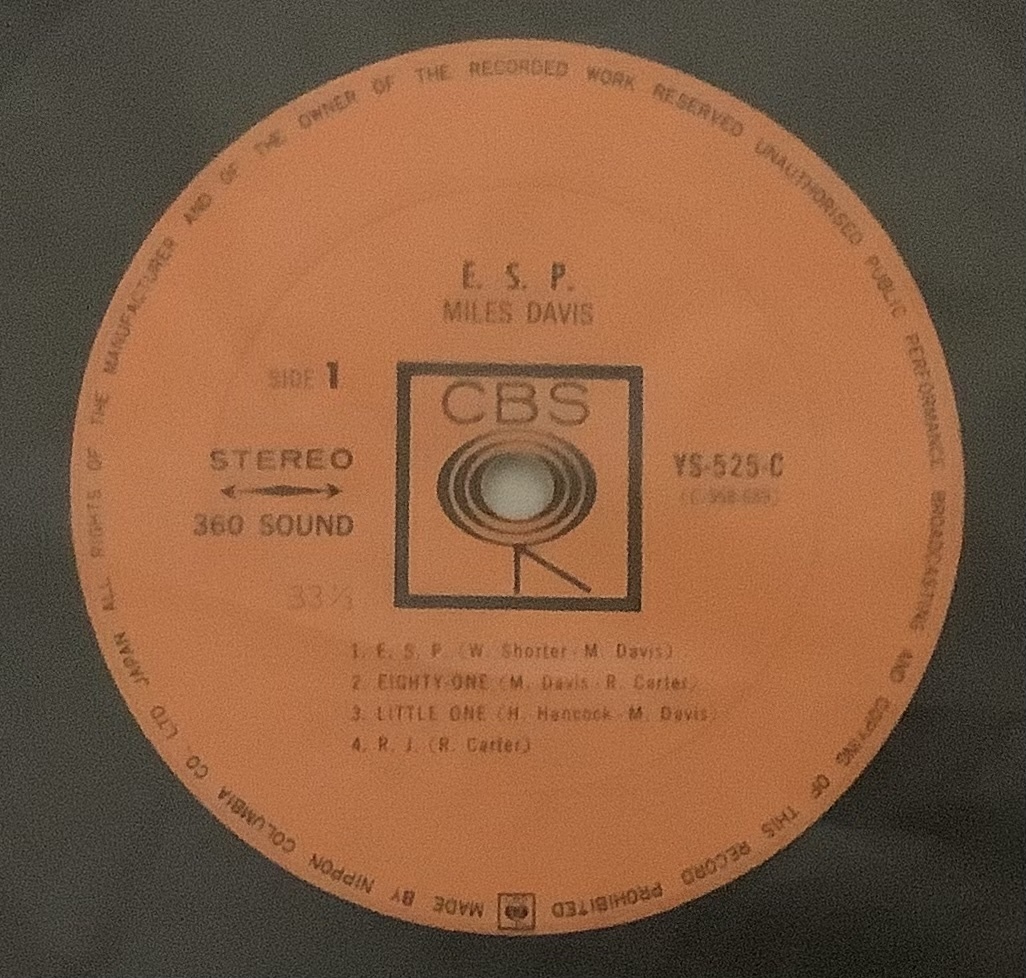 ALL RIGHTS OF THE MANUFACTURER AND OF THE OWNER OF THE RECORDED WORK RESERVED UNAUTHORISED PUBLIC PERFORMANCE BROADCASTING AND COPYING OF THIS RECORD PROHIBITED
E. S. P.
MILES DAVIS
SIDE 1
CBS
STEREO
360 SOUND
YS-525-C
33⅓
1. E. S. P. (W. Shorter - M. Davis)
2. EIGHTY-ONE (M. Davis - R. Carter)
3. LITTLE ONE (H. Hancock - M. Davis)
4. R. J. (R. Carter)
MADE BY NIPPON COLUMBIA CO., LTD. JAPAN